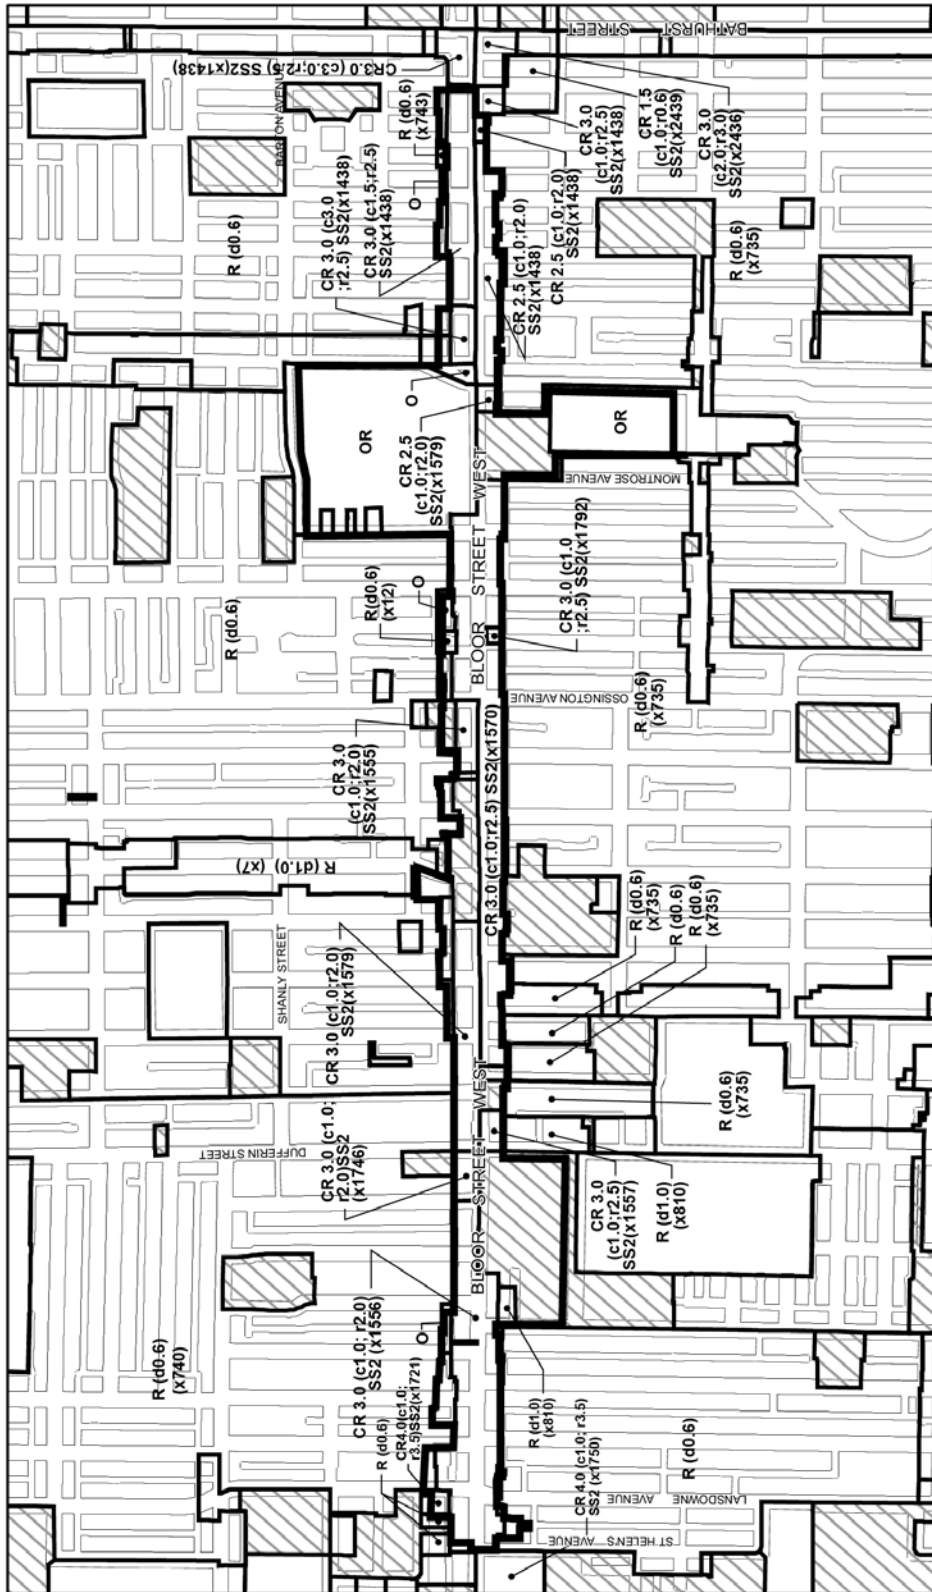 BATHURST
STREET
CR3.0 (c3.0;r2.5) SS2(x1438)
BARTON AVENUE
R (d0.6)
(x743)
O
R (d0.6)
CR 3.0 (c3.0
;r2.5) SS2(x1438)
CR 3.0 (c1.5;r2.5)
SS2(x1438)
CR 3.0
(c1.0;r2.5)
SS2(x1438)
CR 1.5
(c1.0;r0.6)
SS2(x2439)
CR 3.0
(c2.0;r3.0)
SS2(x2436)
CR 2.5 (c1.0;r2.0)
SS2(x1438)
CR 2.5 (c1.0;r2.0)
SS2(x1438)
R (d0.6)
(x735)
OR
O
CR 2.5
(c1.0;r2.0)
SS2(x1579)
OR
MONTROSE AVENUE
BLOOR STREET WEST
R (d0.6)
R(d0.6)
(x12)
O
CR 3.0 (c1.0
;r2.5) SS2(x1792)
OSSINGTON AVENUE
R (d0.6)
(x735)
CR 3.0
(c1.0;r2.0)
SS2(x1555)
CR 3.0 (c1.0;r2.5) SS2(x1570)
R (d1.0) (x7)
SHANLY STREET
CR 3.0 (c1.0;r2.0)
SS2(x1579)
R (d0.6)
(x735)
R (d0.6)
R (d0.6)
(x735)
R (d0.6)
(x735)
DUFFERIN STREET
CR 3.0 (c1.0;
r2.0)SS2
(x1746)
BLOOR STREET WEST
CR 3.0
(c1.0;r2.5)
SS2(x1557)
R (d1.0)
(x810)
R (d0.6)
(x740)
CR 3.0 (c1.0; r2.0)
SS2 (x1556)
O
R (d0.6)
CR4.0(c1.0;
r3.5)SS2(x1721)
R (d1.0)
(x810)
CR 4.0 (c1.0; r3.5)
SS2 (x1750)
R (d0.6)
LANSDOWNE AVENUE
ST HELEN'S AVENUE